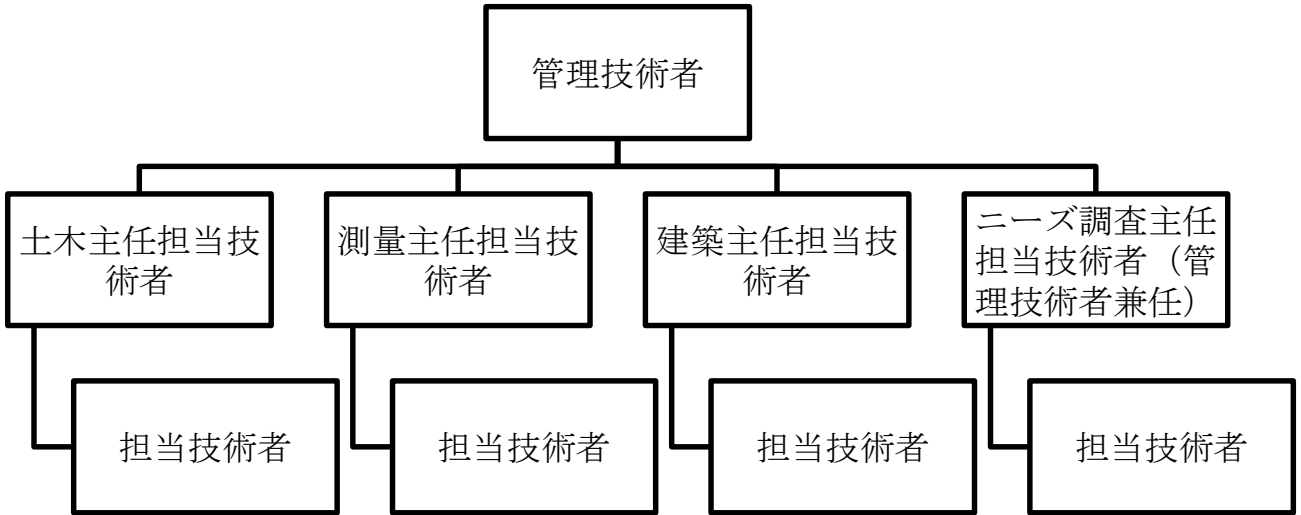 管理技術者
土木主任担当技
術者
測量主任担当技
術者
建築主任担当技
術者
ニーズ調査主任
担当技術者（管
理技術者兼任）
担当技術者
担当技術者
担当技術者
担当技術者